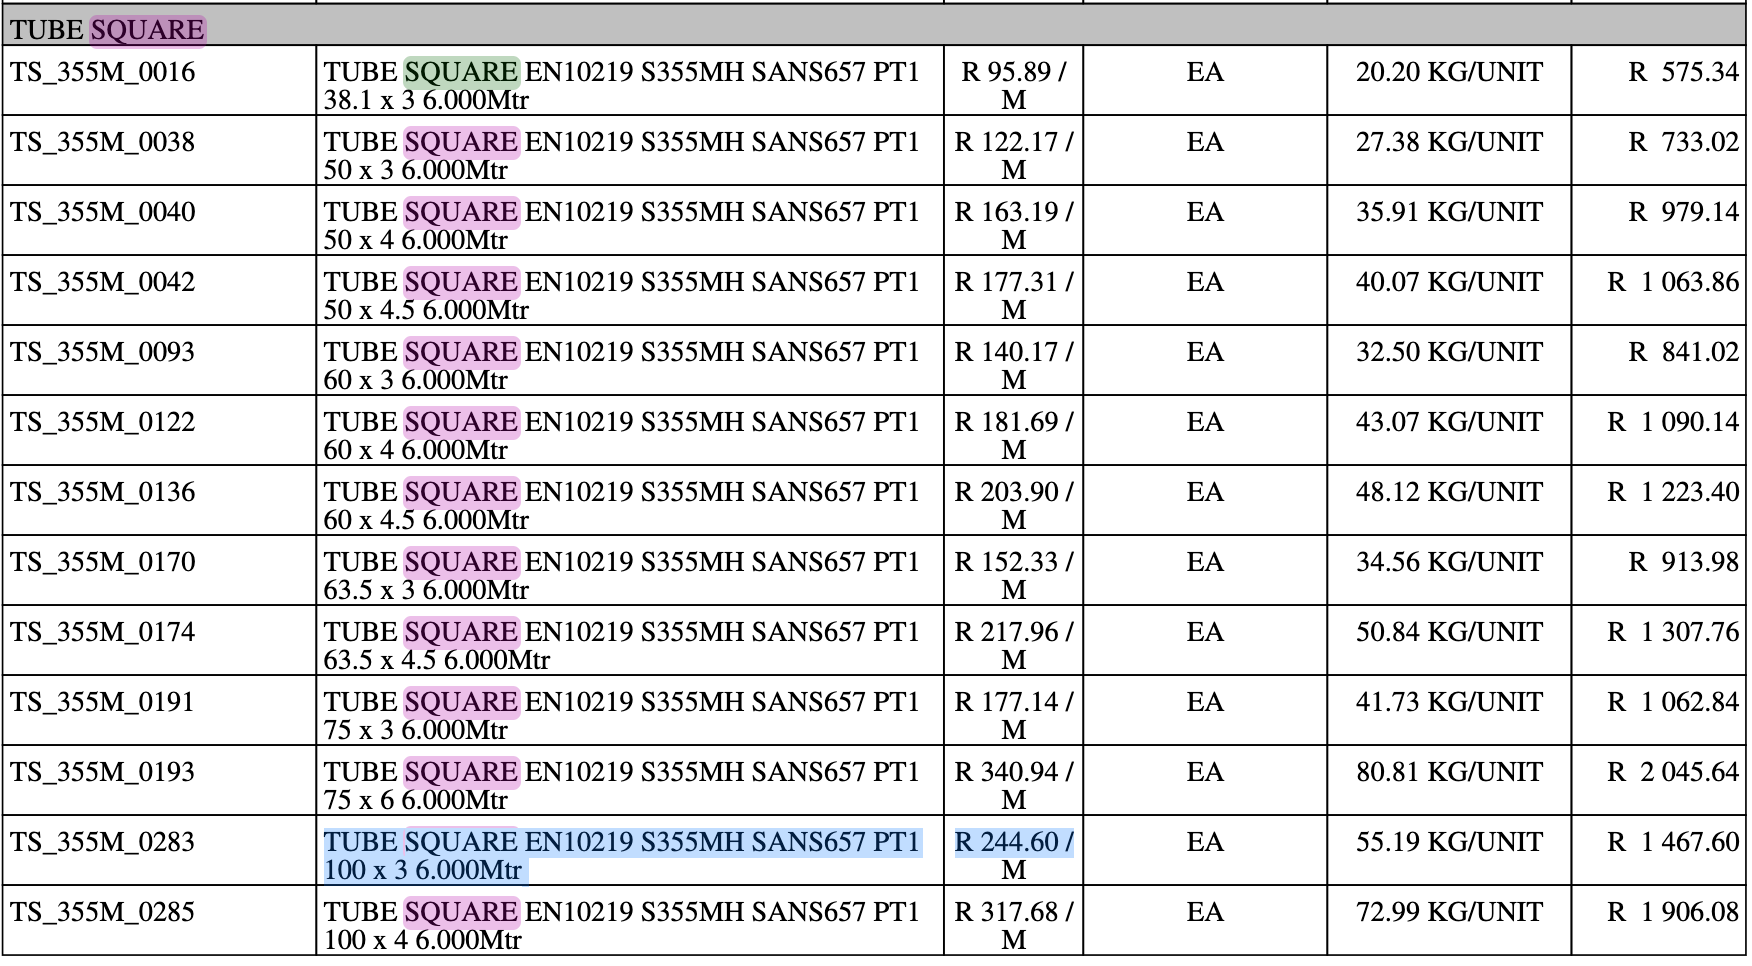 TUBE SQUARE
TS_355M_0016 TUBE SQUARE EN10219 S355MH SANS657 PT1 R 95.89 / EA 20.20 KG/UNIT R 575.34
38.1 x 3 6.000Mtr M
TS_355M_0038 TUBE SQUARE EN10219 S355MH SANS657 PT1 R 122.17 / EA 27.38 KG/UNIT R 733.02
50 x 3 6.000Mtr M
TS_355M_0040 TUBE SQUARE EN10219 S355MH SANS657 PT1 R 163.19 / EA 35.91 KG/UNIT R 979.14
50 x 4 6.000Mtr M
TS_355M_0042 TUBE SQUARE EN10219 S355MH SANS657 PT1 R 177.31 / EA 40.07 KG/UNIT R 1 063.86
50 x 4.5 6.000Mtr M
TS_355M_0093 TUBE SQUARE EN10219 S355MH SANS657 PT1 R 140.17 / EA 32.50 KG/UNIT R 841.02
60 x 3 6.000Mtr M
TS_355M_0122 TUBE SQUARE EN10219 S355MH SANS657 PT1 R 181.69 / EA 43.07 KG/UNIT R 1 090.14
60 x 4 6.000Mtr M
TS_355M_0136 TUBE SQUARE EN10219 S355MH SANS657 PT1 R 203.90 / EA 48.12 KG/UNIT R 1 223.40
60 x 4.5 6.000Mtr M
TS_355M_0170 TUBE SQUARE EN10219 S355MH SANS657 PT1 R 152.33 / EA 34.56 KG/UNIT R 913.98
63.5 x 3 6.000Mtr M
TS_355M_0174 TUBE SQUARE EN10219 S355MH SANS657 PT1 R 217.96 / EA 50.84 KG/UNIT R 1 307.76
63.5 x 4.5 6.000Mtr M
TS_355M_0191 TUBE SQUARE EN10219 S355MH SANS657 PT1 R 177.14 / EA 41.73 KG/UNIT R 1 062.84
75 x 3 6.000Mtr M
TS_355M_0193 TUBE SQUARE EN10219 S355MH SANS657 PT1 R 340.94 / EA 80.81 KG/UNIT R 2 045.64
75 x 6 6.000Mtr M
TS_355M_0283 TUBE SQUARE EN10219 S355MH SANS657 PT1 R 244.60 / EA 55.19 KG/UNIT R 1 467.60
100 x 3 6.000Mtr M
TS_355M_0285 TUBE SQUARE EN10219 S355MH SANS657 PT1 R 317.68 / EA 72.99 KG/UNIT R 1 906.08
100 x 4 6.000Mtr M